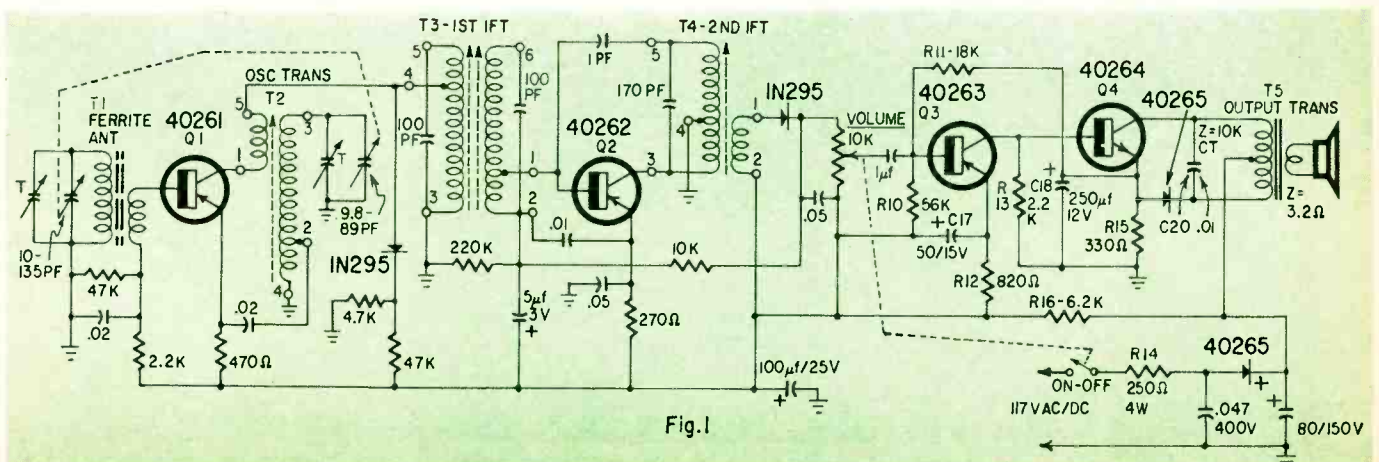 T3-1ST IFT
T4-2ND IFT
OSC TRANS
T2
T1
FERRITE
ANT
T
10-
135PF
47K
.02
2.2K
40261
Q1
5
1
3
2
4
T
9.8-
89PF
.02
470Ω
1N295
4.7K
47K
4
5
3
100
PF
6
100
PF
1
2
220K
5µf
3V
+
1PF
40262
Q2
.01
.05
270Ω
5
170 PF
4
3
1
2
1N295
10K
100µf/25V
+
VOLUME
10K
.05
1µf
R11-18K
40263
Q3
R10
56K
+
C17
50/15V
R12
820Ω
R
13
2.2
K
+
C18
250µf
12V
40264
Q4
40265
R15
330Ω
Z=10K
CT
C20 .01
T5
OUTPUT TRANS
Z=
3.2Ω
R16-6.2K
ON-OFF
117VAC/DC
R14
250Ω
4W
40265
+
.047
400V
+
80/150V
Fig.1